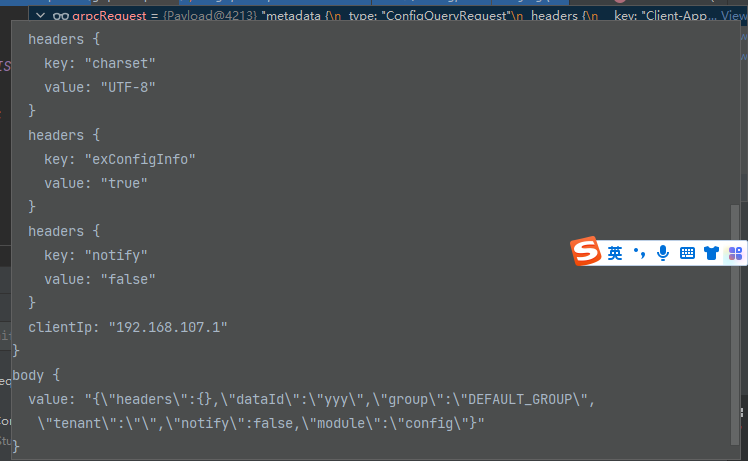 grpcRequest = {Payload@4213} "metadata {\n  type: "ConfigQueryRequest"\n  headers {\n    key: "Client-App... View
headers {
key: "charset"
value: "UTF-8"
}
headers {
key: "exConfigInfo"
value: "true"
}
headers {
key: "notify"
value: "false"
}
clientIp: "192.168.107.1"
}
body {
value: "{\"headers\":{},\"dataId\":\"yyy\",\"group\":\"DEFAULT_GROUP\",
\"tenant\":\"\",\"notify\":false,\"module\":\"config\"}"
}
S 英